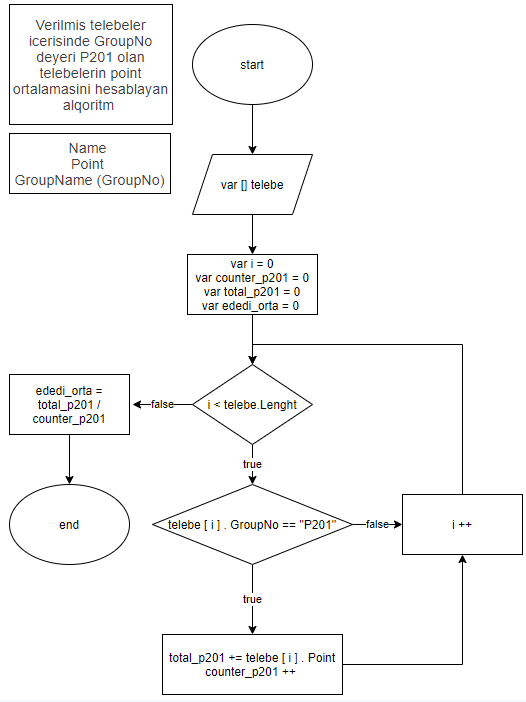 Verilmis telebeler
icerisinde GroupNo
deyeri P201 olan
telebelerin point
ortalamasini hesablayan
alqoritm
Name
Point
GroupName (GroupNo)
start
var [] telebe
var i = 0
var counter_p201 = 0
var total_p201 = 0
var ededi_orta = 0
i < telebe.Lenght
false
ededi_orta =
total_p201 /
counter_p201
end
true
telebe [ i ] . GroupNo == "P201"
false
i ++
true
total_p201 += telebe [ i ] . Point
counter_p201 ++